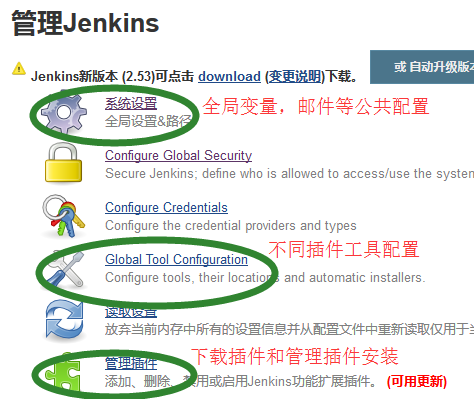 管理Jenkins
或 自动升级版本
Jenkins新版本 (2.53)可点击 download (变更说明)下载。
系统设置
全局变量，邮件等公共配置
全局设置&路径
Configure Global Security
Secure Jenkins; define who is allowed to access/use the system
Configure Credentials
Configure the credential providers and types
不同插件工具配置
Global Tool Configuration
Configure tools, their locations and automatic installers.
读取设置
放弃当前内存中所有的设置信息并从配置文件中重新读取仅用于当
下载插件和管理插件安装
管理插件
添加、删除、禁用或启用Jenkins功能扩展插件。 (可用更新)